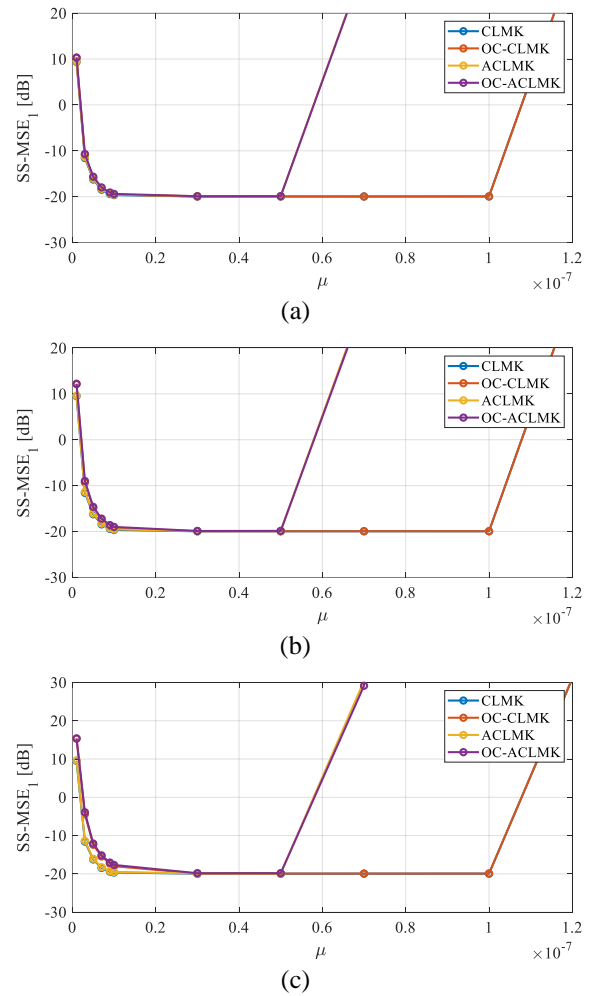 20
10
0
-10
-20
-30
SS-MSE1 [dB]
CLMK
OC-CLMK
ACLMK
OC-ACLMK
0 0.2 0.4 0.6 0.8 1 1.2
μ
×10-7
(a)
20
10
0
-10
-20
-30
SS-MSE1 [dB]
CLMK
OC-CLMK
ACLMK
OC-ACLMK
0 0.2 0.4 0.6 0.8 1 1.2
μ
×10-7
(b)
30
20
10
0
-10
-20
-30
SS-MSE1 [dB]
CLMK
OC-CLMK
ACLMK
OC-ACLMK
0 0.2 0.4 0.6 0.8 1 1.2
μ
×10-7
(c)